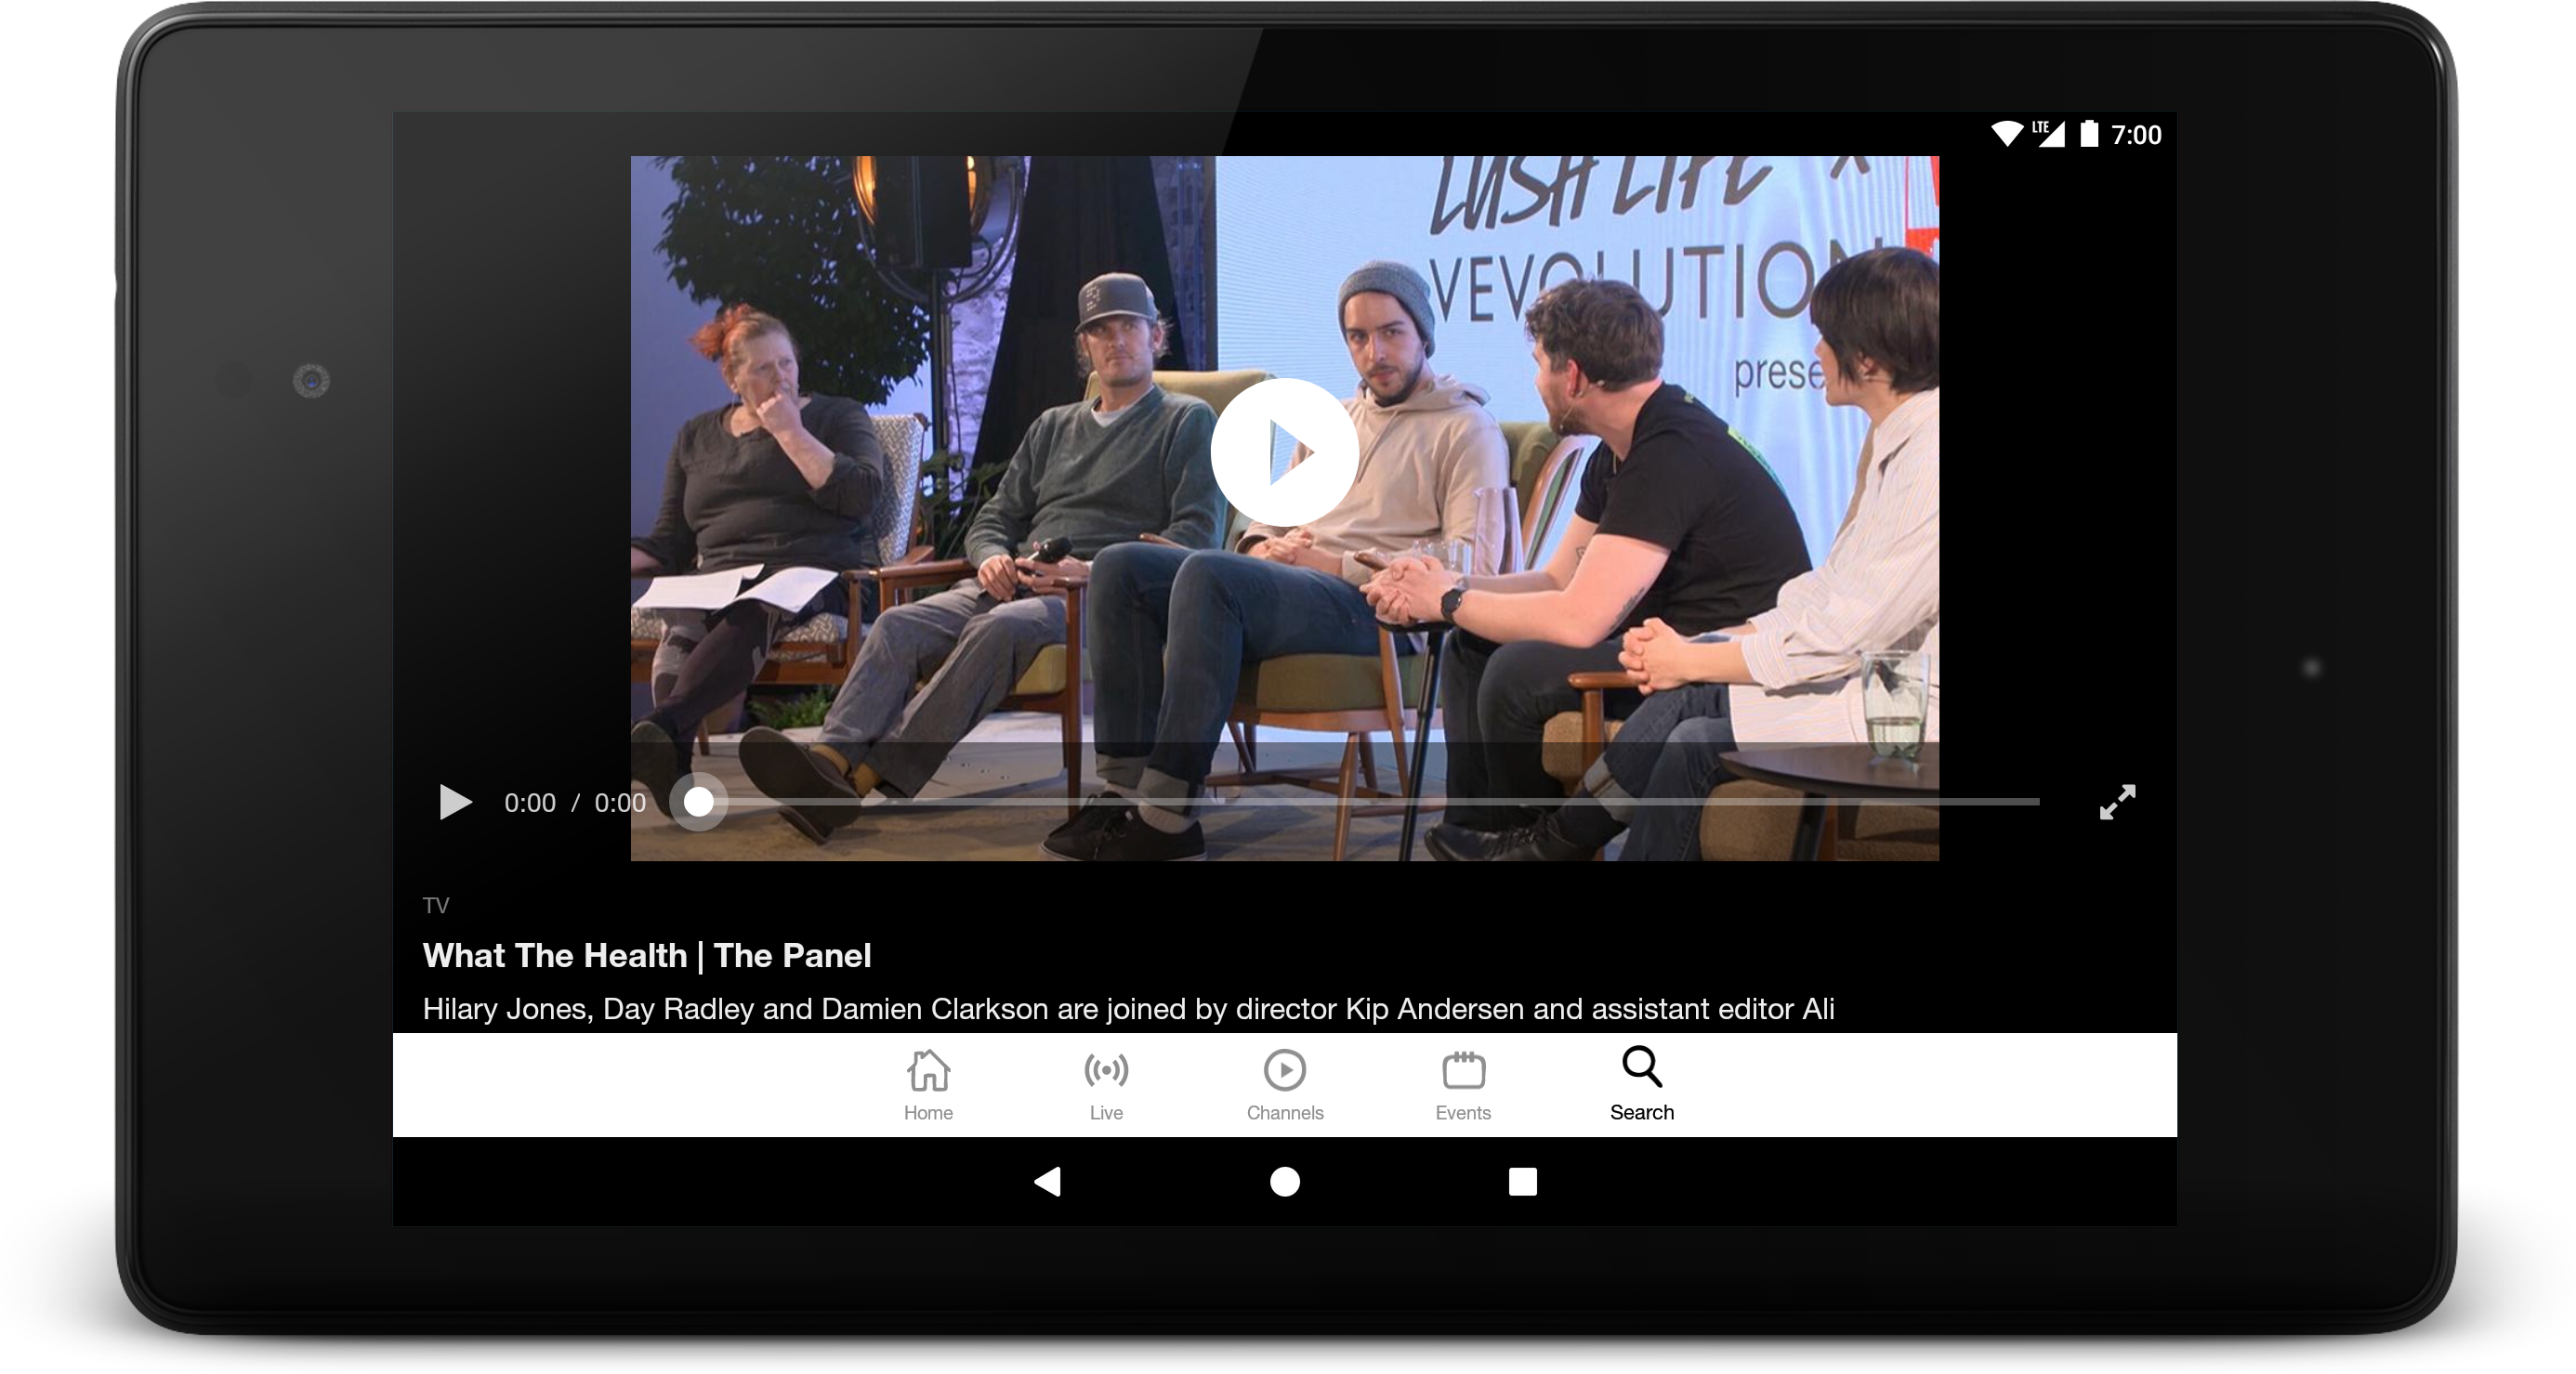 LTE 7:00
LUSH LIFE X
VEVOLUTION
prese
0:00 / 0:00
TV
What The Health | The Panel
Hilary Jones, Day Radley and Damien Clarkson are joined by director Kip Andersen and assistant editor Ali
Home Live Channels Events Search